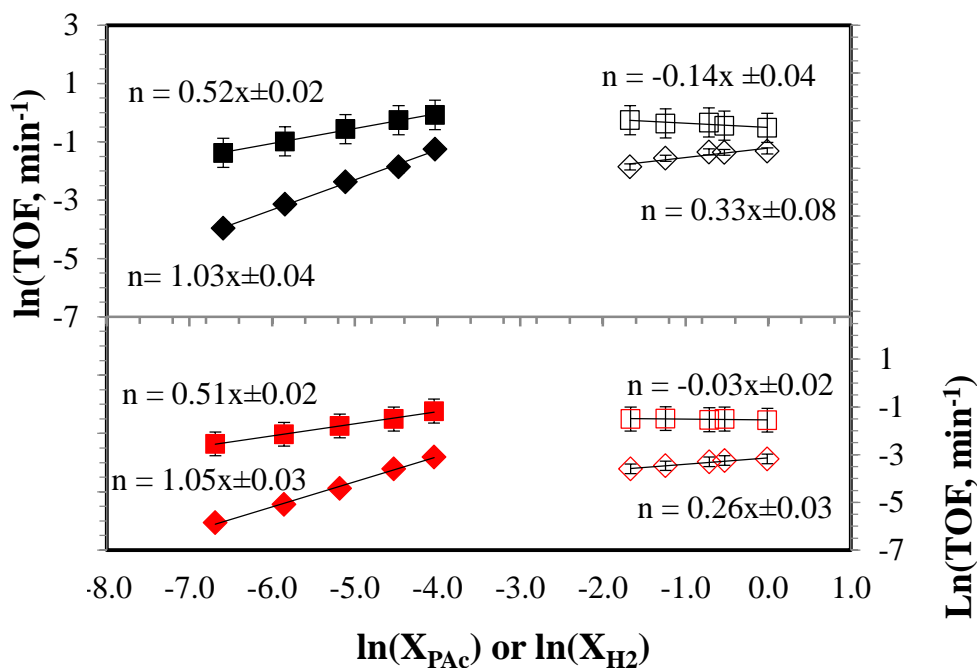 3
1
-1
-3
-5
-7
ln(TOF, min⁻¹)
n = 0.52x±0.02
n = -0.14x ±0.04
n= 1.03x±0.04
n = 0.33x±0.08
n = 0.51x±0.02
n = -0.03x±0.02
n = 1.05x±0.03
n = 0.26x±0.03
1
-1
-3
-5
-7
Ln(TOF, min⁻¹)
-8.0 -7.0 -6.0 -5.0 -4.0 -3.0 -2.0 -1.0 0.0 1.0
ln(X_PAc) or ln(X_H2)